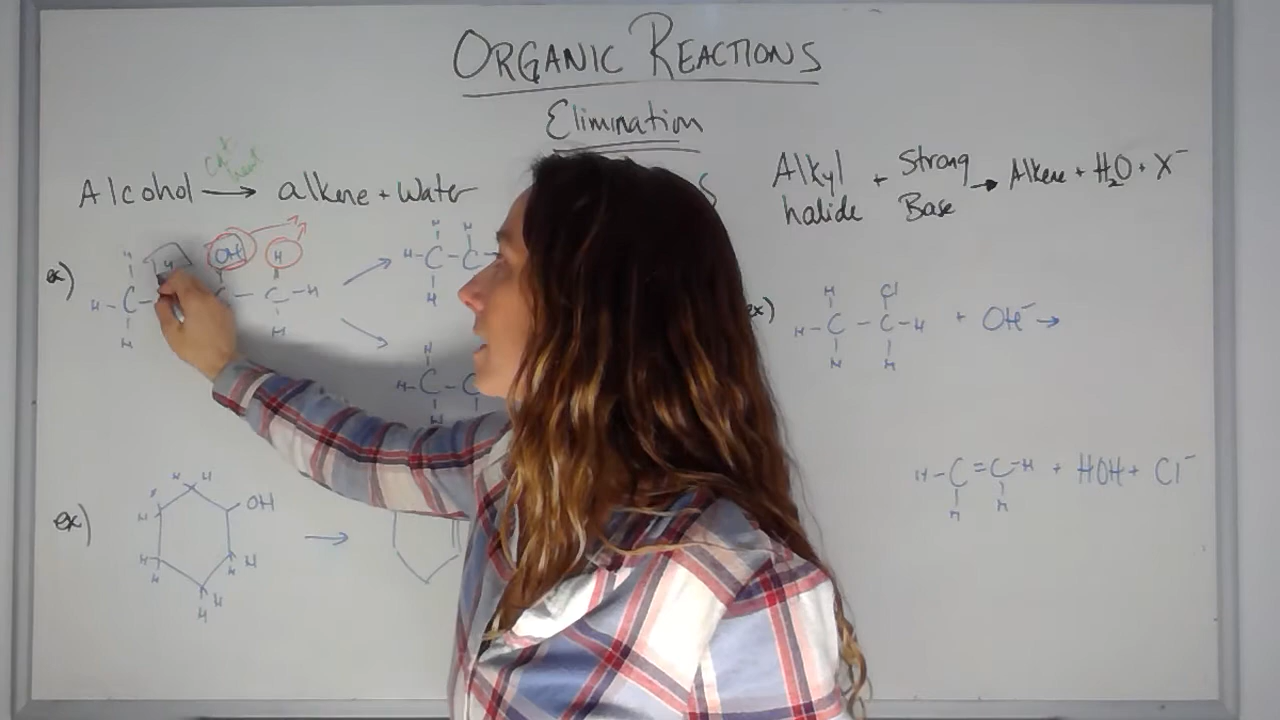 ORGANIC REACTIONS
Elimination
Alcohol → alkene + Water
Alkyl halide + Strong Base → Alkene + H₂O + X⁻
ex)
H H OH H
H-C C - C-H
H H
H H
H-C-C-
H
H
H-C-C
H
ex)
H Cl
H-C-C-H + OH⁻ →
H H
H-C=C-H + HOH + Cl⁻
H H
ex)
H H
OH
H
H H
H H
H H
→